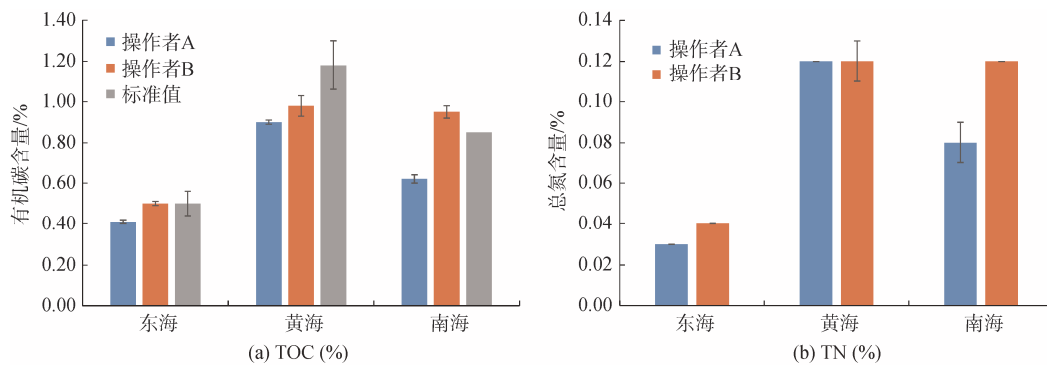 有机碳含量/%
1.40
1.20
1.00
0.80
0.60
0.40
0.20
0.00
操作者A
操作者B
标准值
东海
黄海
南海
(a) TOC (%)
总氮含量/%
0.14
0.12
0.10
0.08
0.06
0.04
0.02
0.00
操作者A
操作者B
东海
黄海
南海
(b) TN (%)